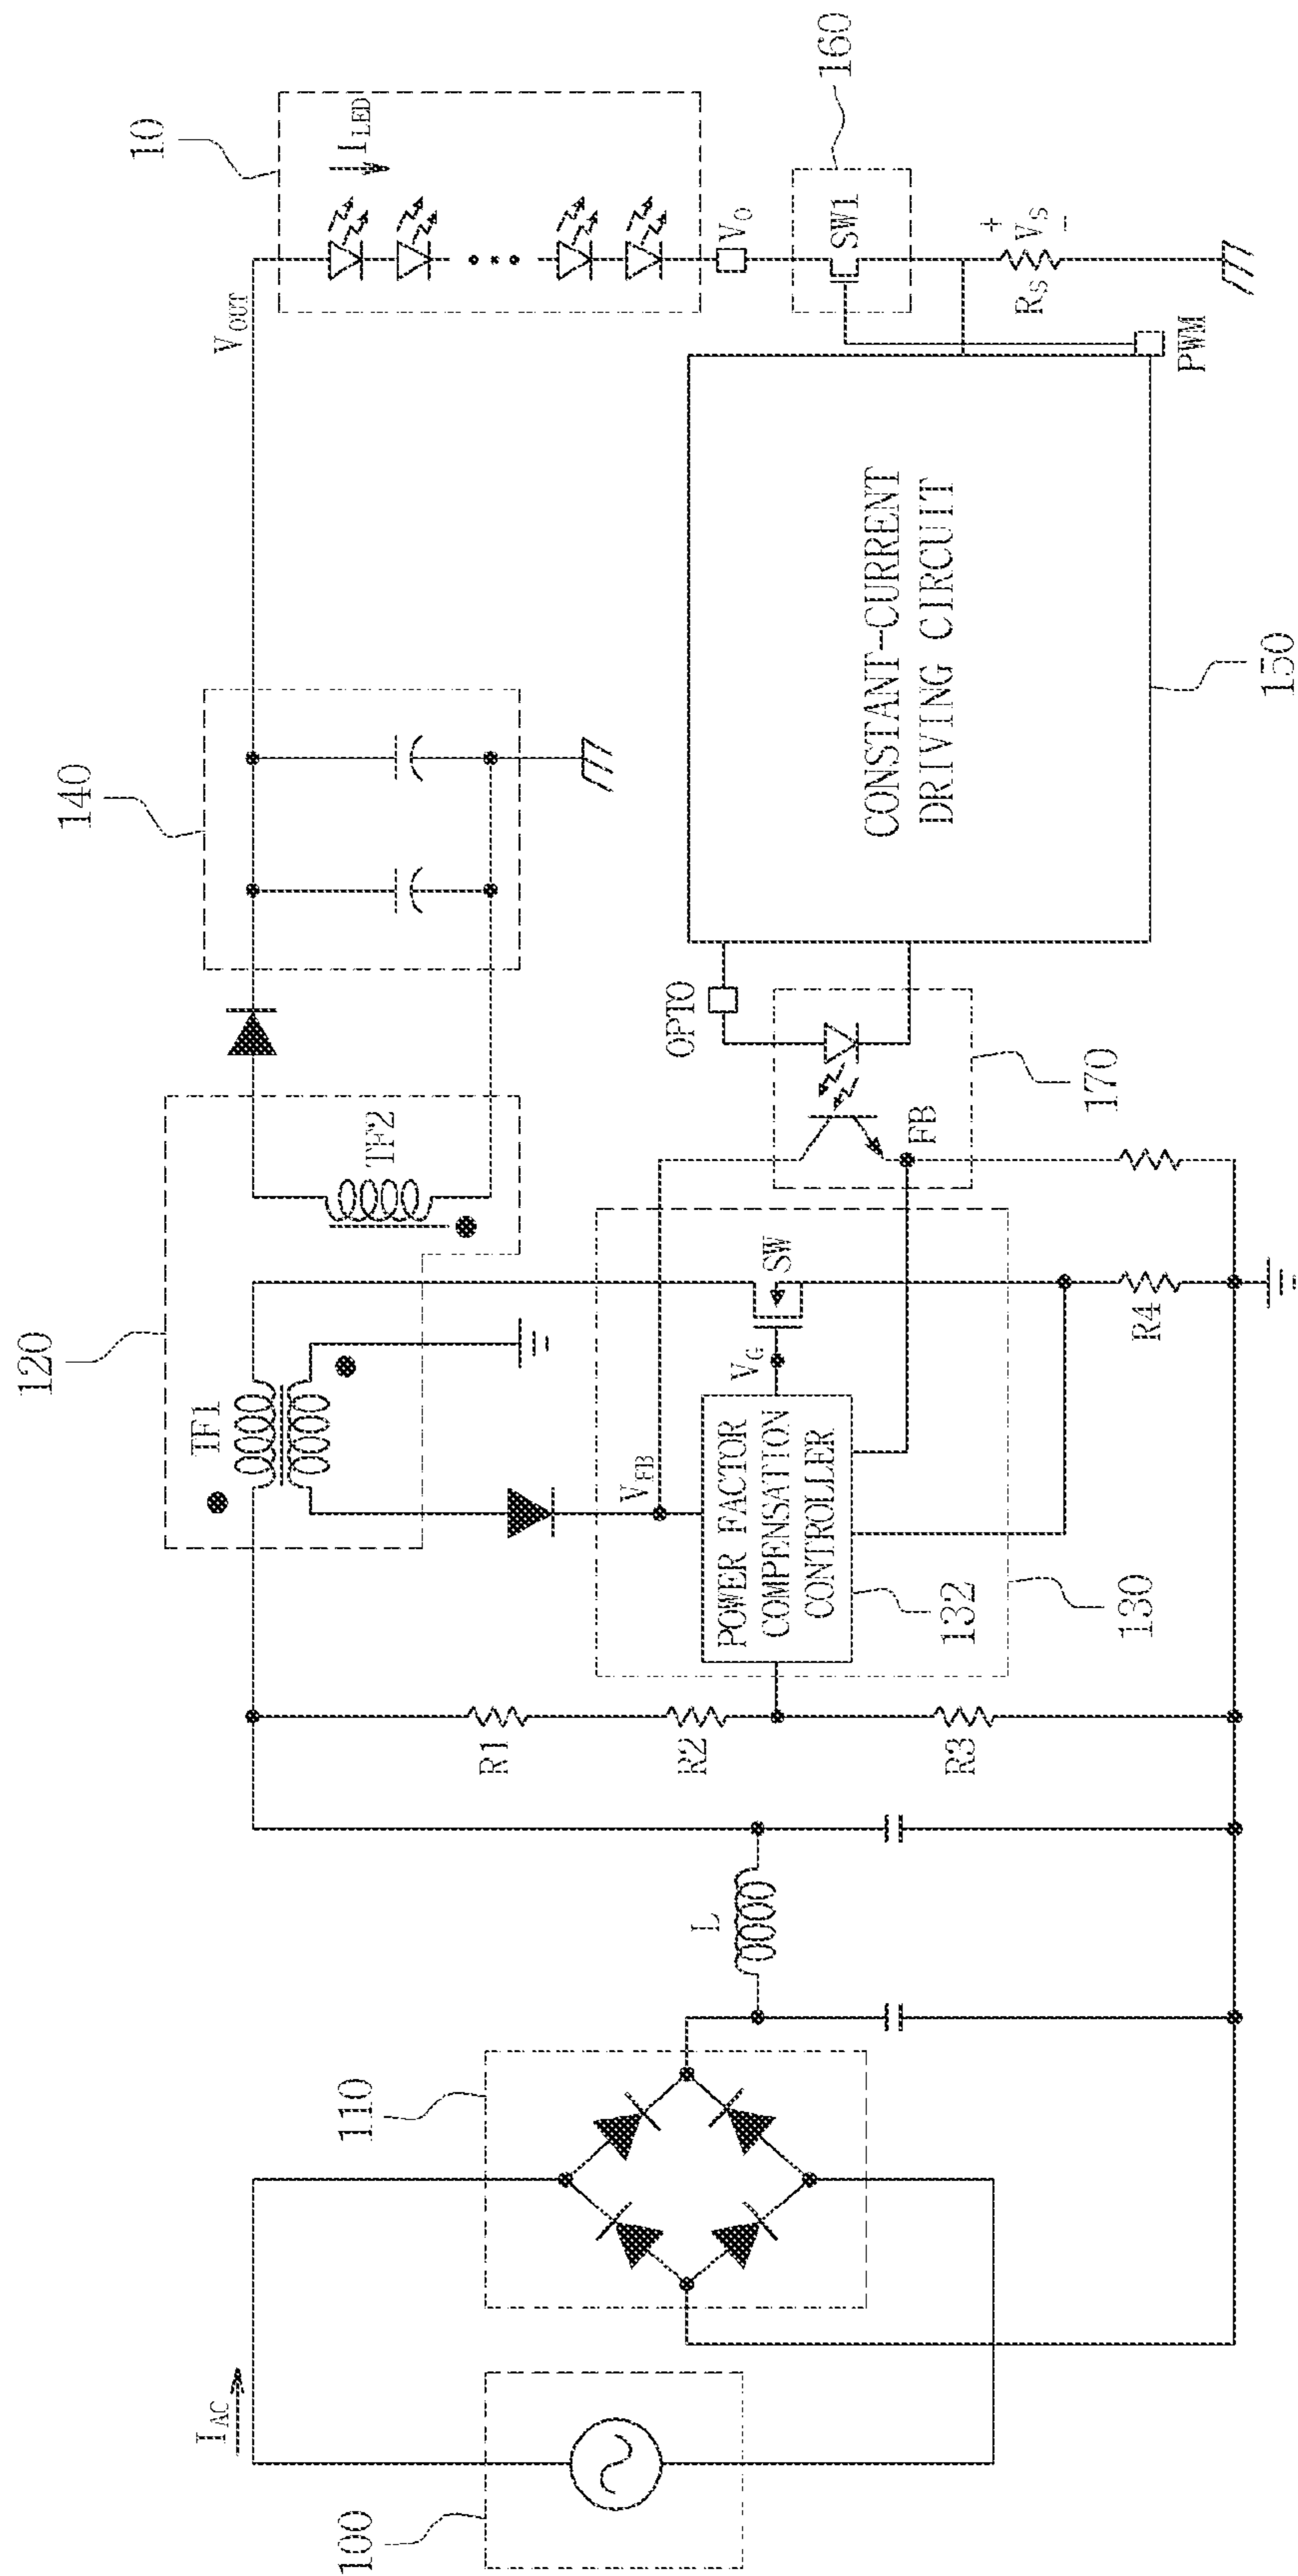 100
I_AC
110
L
R1
R2
R3
120
TF1
TF2
V_FB
POWER FACTOR
COMPENSATION
CONTROLLER
132
130
V_G
SW
R4
FB
170
OPTO
140
CONSTANT-CURRENT
DRIVING CIRCUIT
150
V_OUT
10
I_LED
V_O
160
SW1
R_S
+
V_S
-
PWM